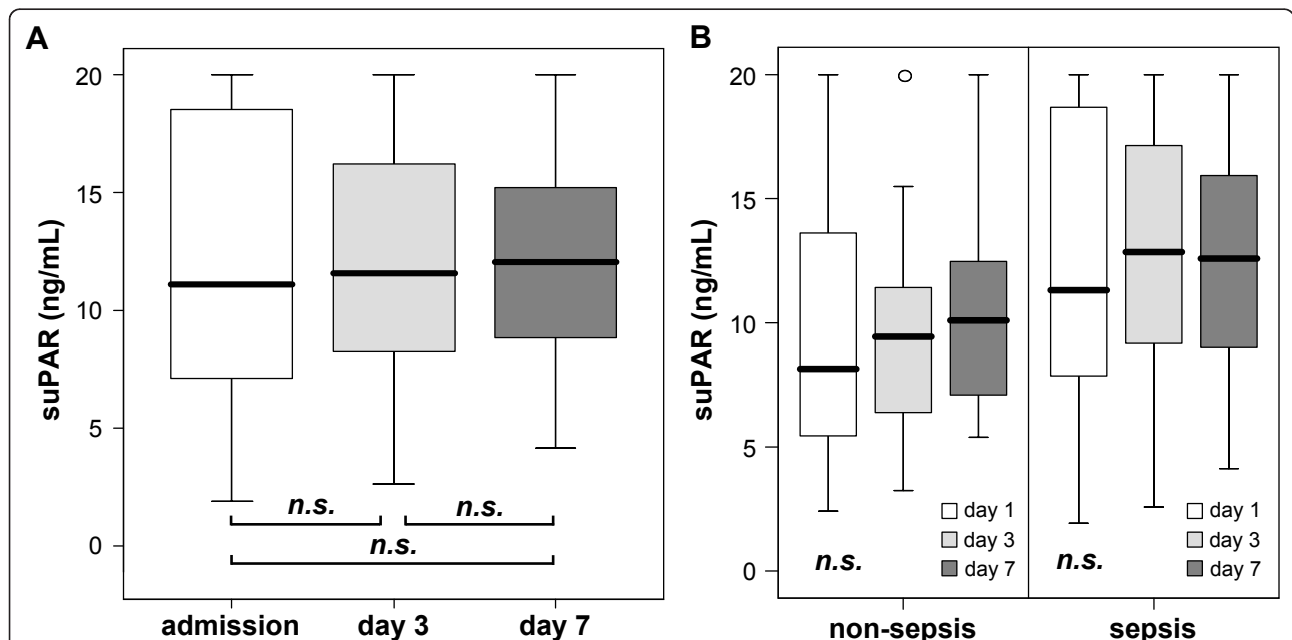 A
suPAR (ng/mL)
20
15
10
5
0
n.s.
n.s.
n.s.
admission
day 3
day 7
B
suPAR (ng/mL)
20
15
10
5
0
n.s.
day 1
day 3
day 7
n.s.
day 1
day 3
day 7
non-sepsis
sepsis